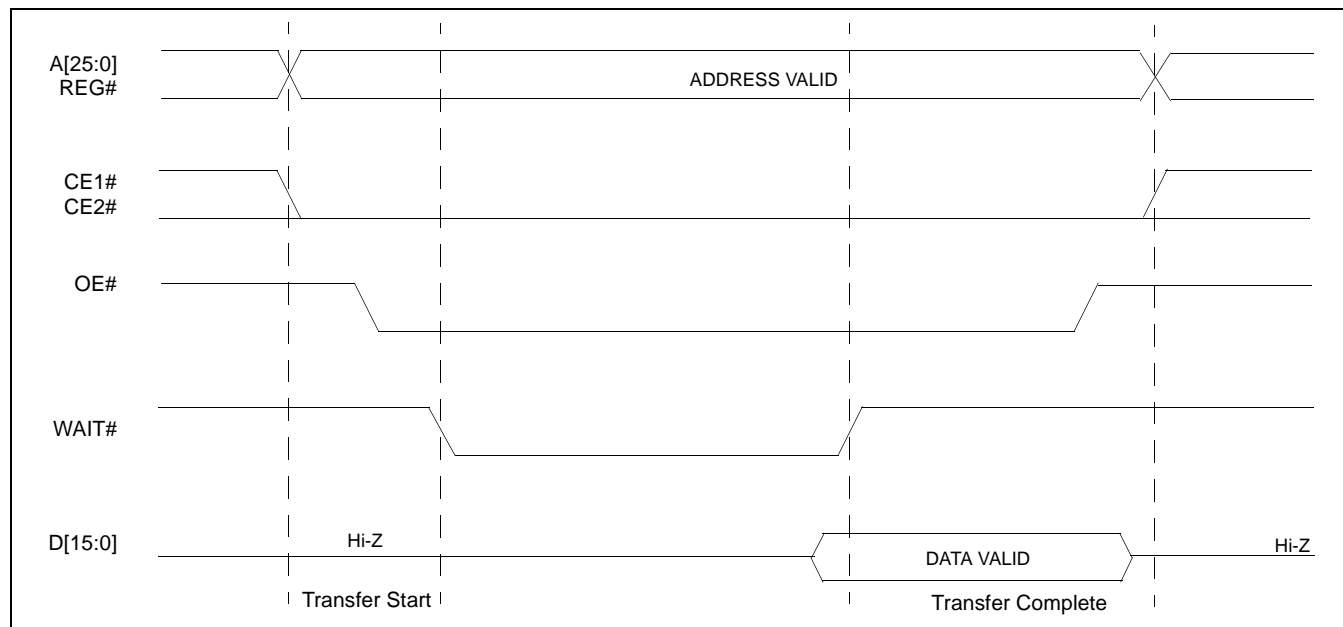 A[25:0]
REG#
ADDRESS VALID
CE1#
CE2#
OE#
WAIT#
D[15:0]
Hi-Z
DATA VALID
Hi-Z
Transfer Start
Transfer Complete